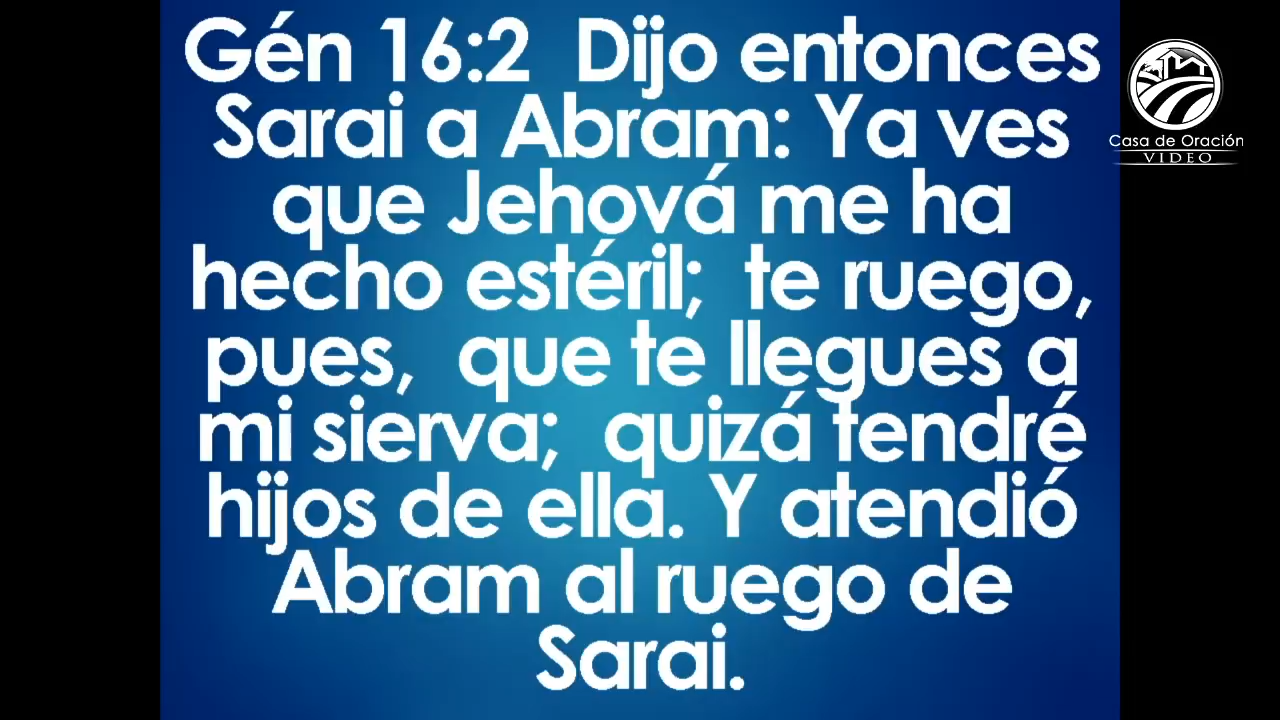 Gén 16:2  Dijo entonces
Sarai a Abram: Ya ves
que Jehová me ha
hecho estéril;  te ruego,
pues,  que te llegues a
mi sierva;  quizá tendré
hijos de ella. Y atendió
Abram al ruego de
Sarai.
Casa de Oración
VIDEO